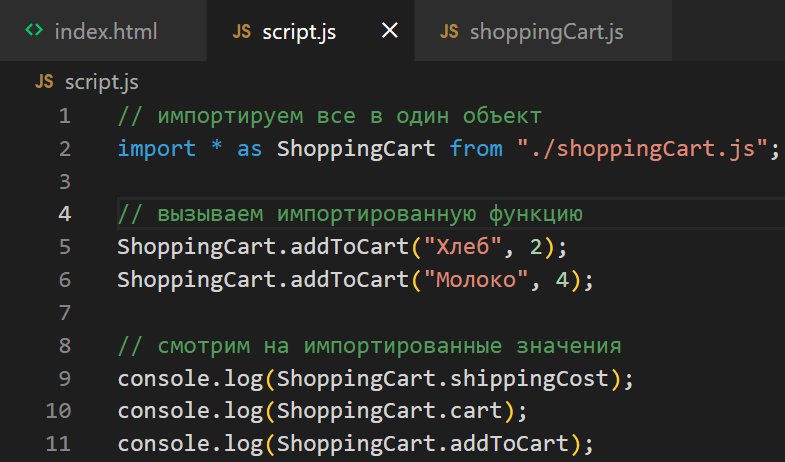 <> index.html JS script.js × JS shoppingCart.js
JS script.js
1 // импортируем все в один объект
2 import * as ShoppingCart from "./shoppingCart.js";
3
4 // вызываем импортированную функцию
5 ShoppingCart.addToCart("Хлеб", 2);
6 ShoppingCart.addToCart("Молоко", 4);
7
8 // смотрим на импортированные значения
9 console.log(ShoppingCart.shippingCost);
10 console.log(ShoppingCart.cart);
11 console.log(ShoppingCart.addToCart);